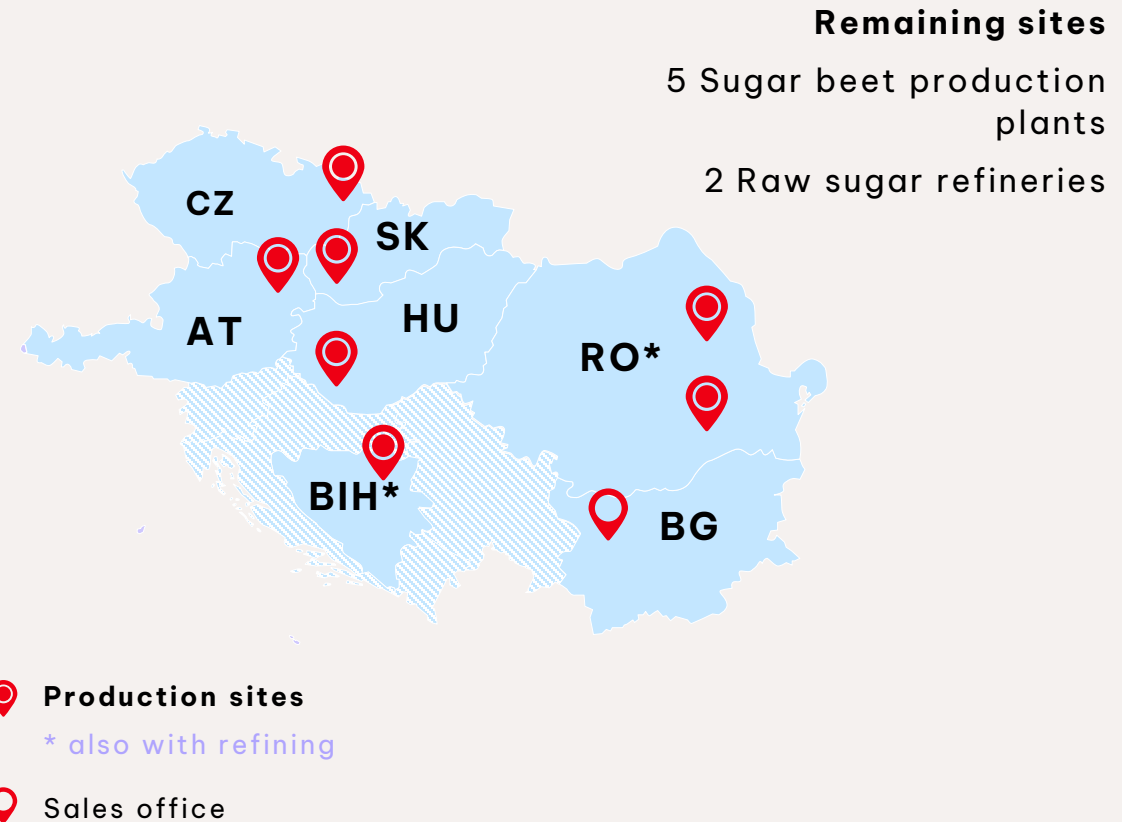 Remaining sites
5 Sugar beet production
plants
2 Raw sugar refineries
CZ
SK
AT
HU
RO*
BIH*
BG
Production sites
* also with refining
Sales office